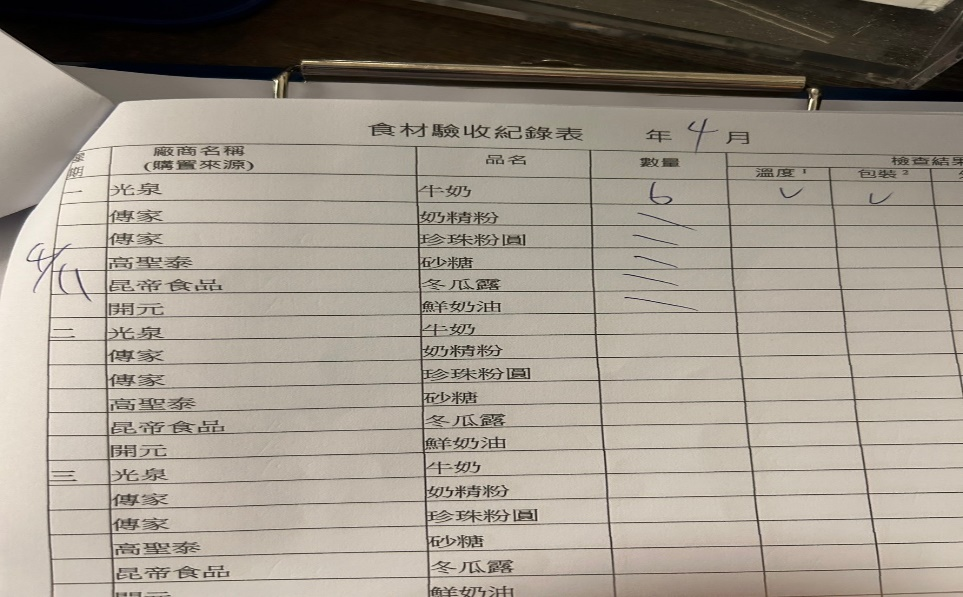 食材驗收紀錄表 年 4 月
期 廠商名稱 (購置來源) 品名 數量 檢查結果
溫度¹ 包裝²
一 光泉 牛奶 6 ✓ ✓
傳家 奶精粉 \
傳家 珍珠粉圓 \
4/11 高聖泰 砂糖 \
昆帝食品 冬瓜露 \
開元 鮮奶油 \
二 光泉 牛奶
傳家 奶精粉
傳家 珍珠粉圓
高聖泰 砂糖
昆帝食品 冬瓜露
開元 鮮奶油
三 光泉 牛奶
傳家 奶精粉
傳家 珍珠粉圓
高聖泰 砂糖
昆帝食品 冬瓜露
開元 鮮奶油